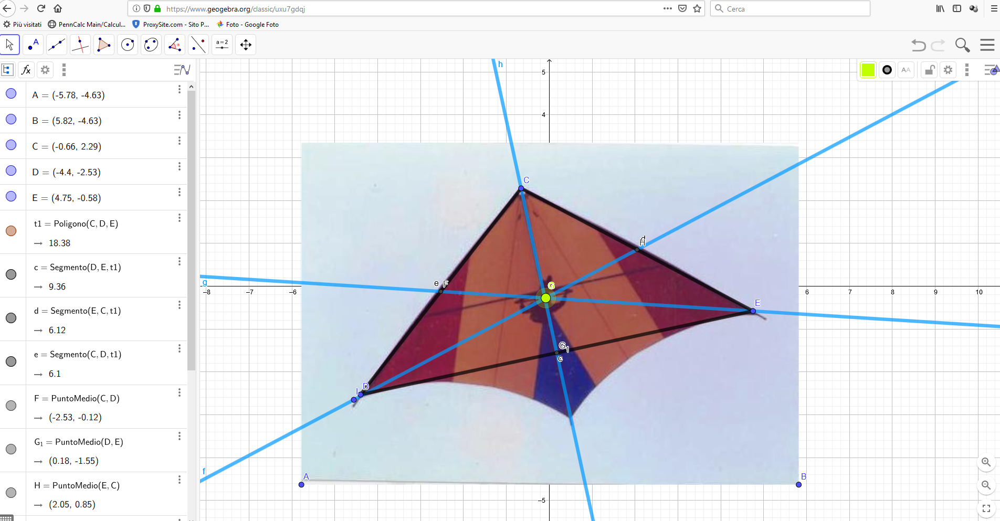 https://www.geogebra.org/classic/uxu7gdqj
Cerca
Più visitati PennCalc Main/Calcul... ProxySite.com - Sito P... Foto - Google Foto
A
α
a = 2
fx
AA
A = (-5.78, -4.63)
B = (5.82, -4.63)
C = (-0.66, 2.29)
D = (-4.4, -2.53)
E = (4.75, -0.58)
t1 = Poligono(C, D, E)
→ 18.38
c = Segmento(D, E, t1)
→ 9.36
d = Segmento(E, C, t1)
→ 6.12
e = Segmento(C, D, t1)
→ 6.1
F = PuntoMedio(C, D)
→ (-2.53, -0.12)
G₁ = PuntoMedio(D, E)
→ (0.18, -1.55)
H = PuntoMedio(E, C)
→ (2.05, 0.85)
h
5
4
C
d
H
g
e F
G
–8 –7 –6 6 7 8 9 10
E
G₁
c
I D
f
A B
–5